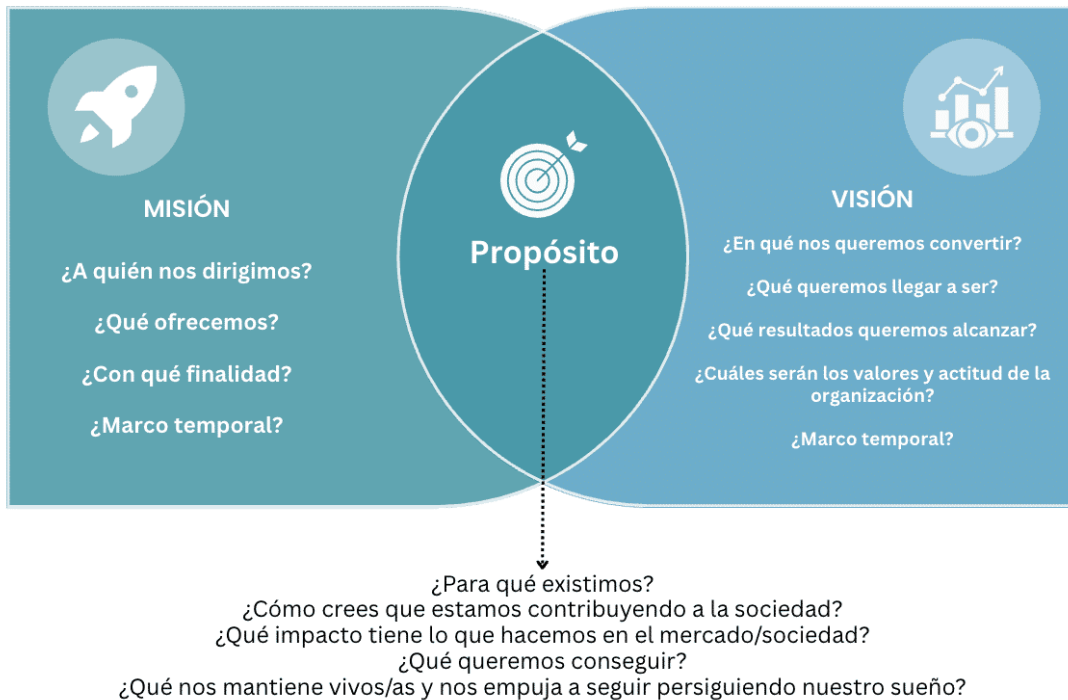 MISIÓN
¿A quién nos dirigimos?
¿Qué ofrecemos?
¿Con qué finalidad?
¿Marco temporal?
Propósito
VISIÓN
¿En qué nos queremos convertir?
¿Qué queremos llegar a ser?
¿Qué resultados queremos alcanzar?
¿Cuáles serán los valores y actitud de la
organización?
¿Marco temporal?
¿Para qué existimos?
¿Cómo crees que estamos contribuyendo a la sociedad?
¿Qué impacto tiene lo que hacemos en el mercado/sociedad?
¿Qué queremos conseguir?
¿Qué nos mantiene vivos/as y nos empuja a seguir persiguiendo nuestro sueño?